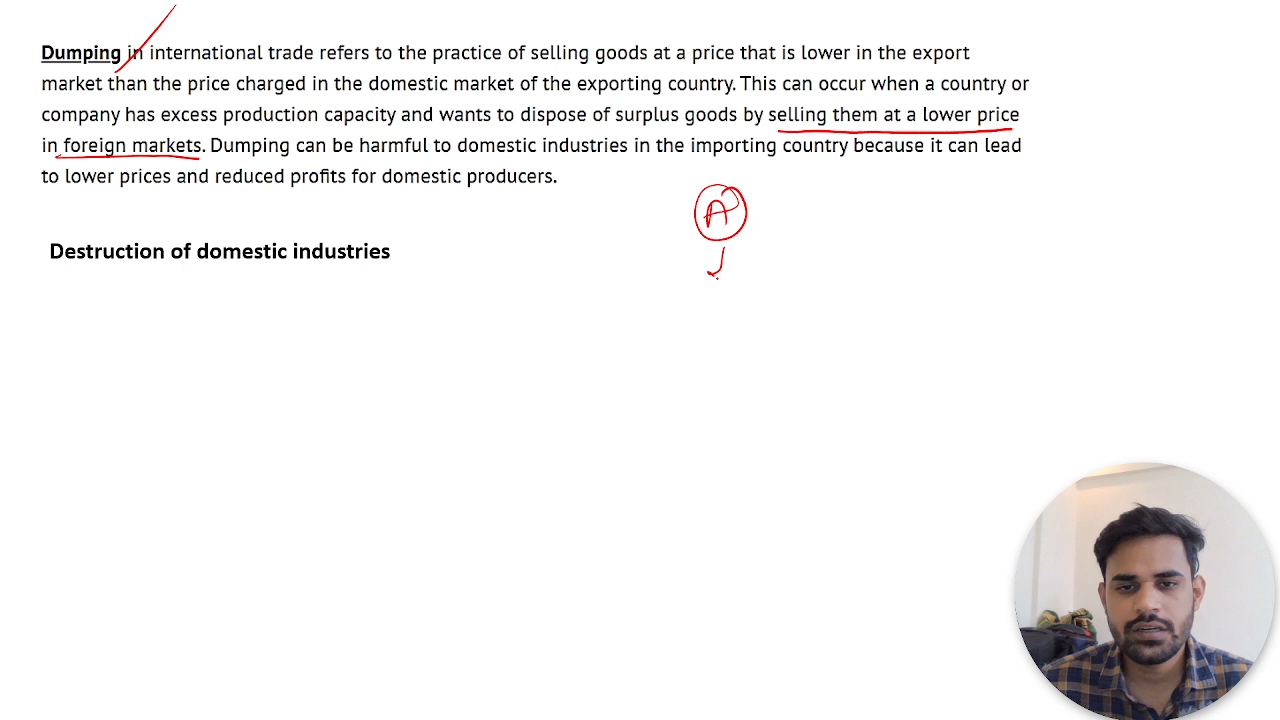 Dumping in international trade refers to the practice of selling goods at a price that is lower in the export
market than the price charged in the domestic market of the exporting country. This can occur when a country or
company has excess production capacity and wants to dispose of surplus goods by selling them at a lower price
in foreign markets. Dumping can be harmful to domestic industries in the importing country because it can lead
to lower prices and reduced profits for domestic producers.
A
Destruction of domestic industries